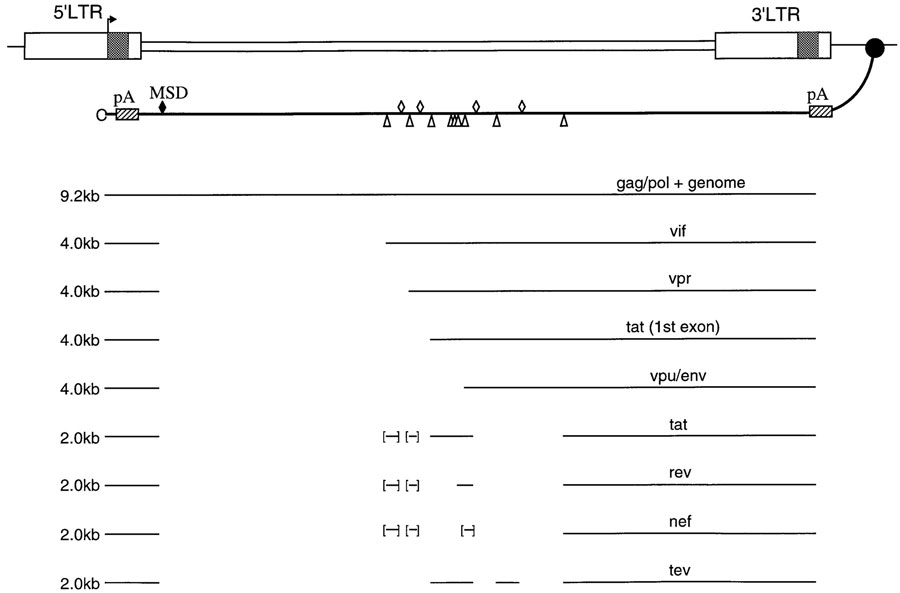 5'LTR
3'LTR
pA
MSD
pA
9.2kb gag/pol + genome
4.0kb vif
4.0kb vpr
4.0kb tat (1st exon)
4.0kb vpu/env
2.0kb tat
2.0kb rev
2.0kb nef
2.0kb tev